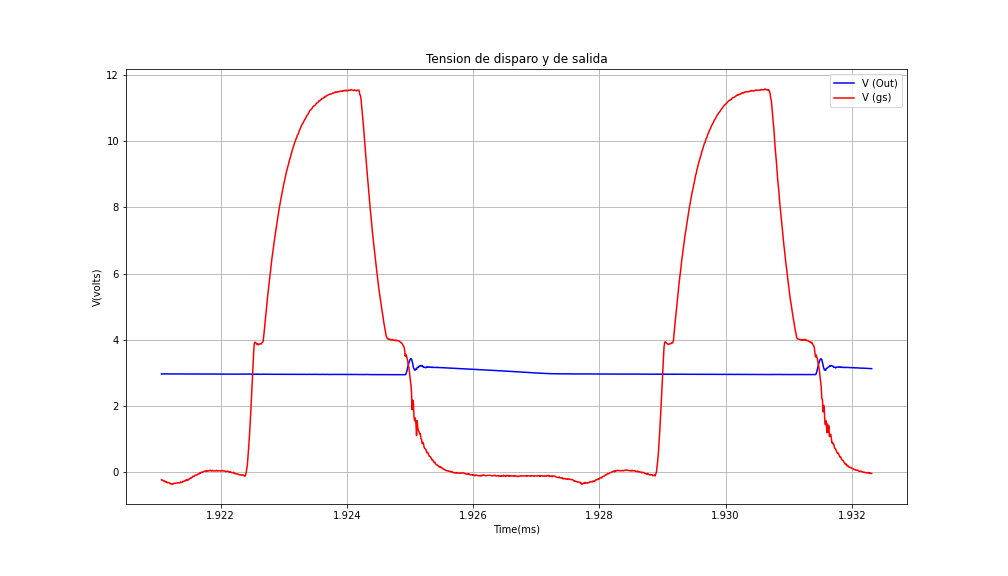 Tension de disparo y de salida
V (Out)
V (gs)
V(volts)
12
10
8
6
4
2
0
1.922 1.924 1.926 1.928 1.930 1.932
Time(ms)